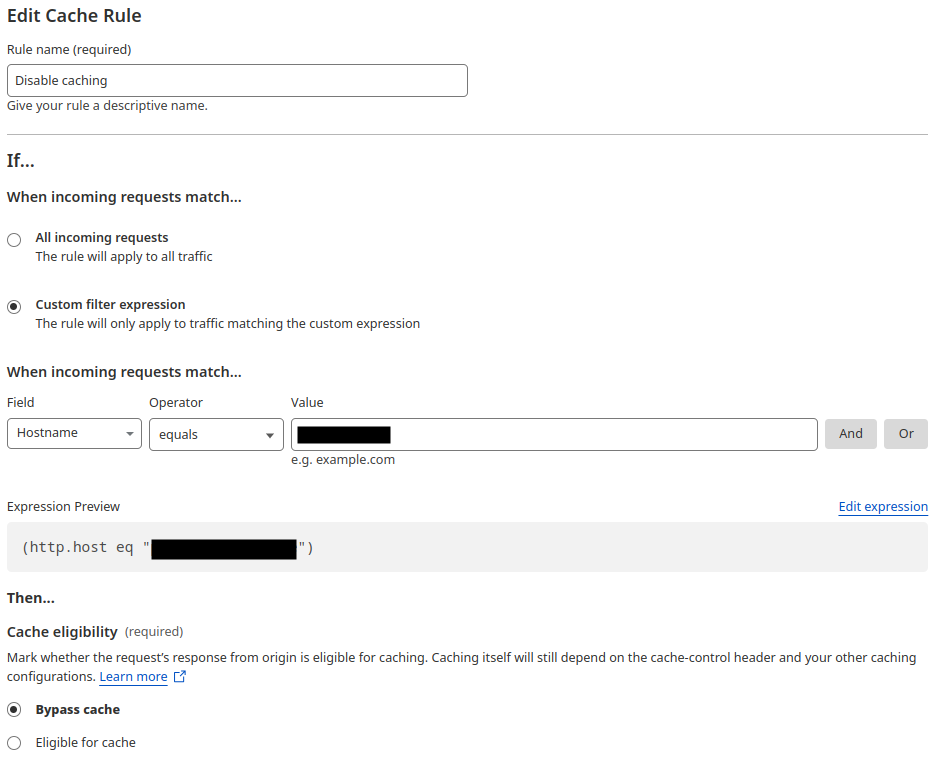 Edit Cache Rule
Rule name (required)
Disable caching
Give your rule a descriptive name.
If...
When incoming requests match...
All incoming requests
The rule will apply to all traffic
Custom filter expression
The rule will only apply to traffic matching the custom expression
When incoming requests match...
Field Operator Value
Hostname equals And Or
e.g. example.com
Expression Preview Edit expression
(http.host eq "")
Then...
Cache eligibility (required)
Mark whether the request's response from origin is eligible for caching. Caching itself will still depend on the cache-control header and your other caching
configurations. Learn more
Bypass cache
Eligible for cache